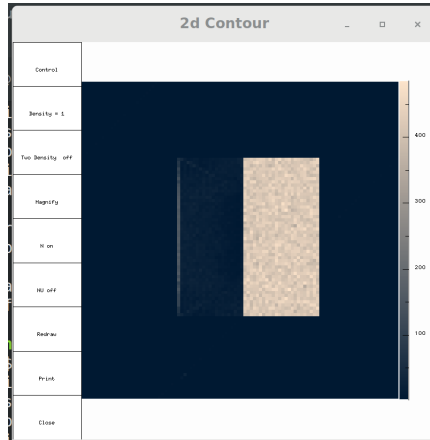 2d Contour
Control
Density = 1
Two Density off
Magnify
N on
HU off
Redraw
Print
Close
400
300
200
100